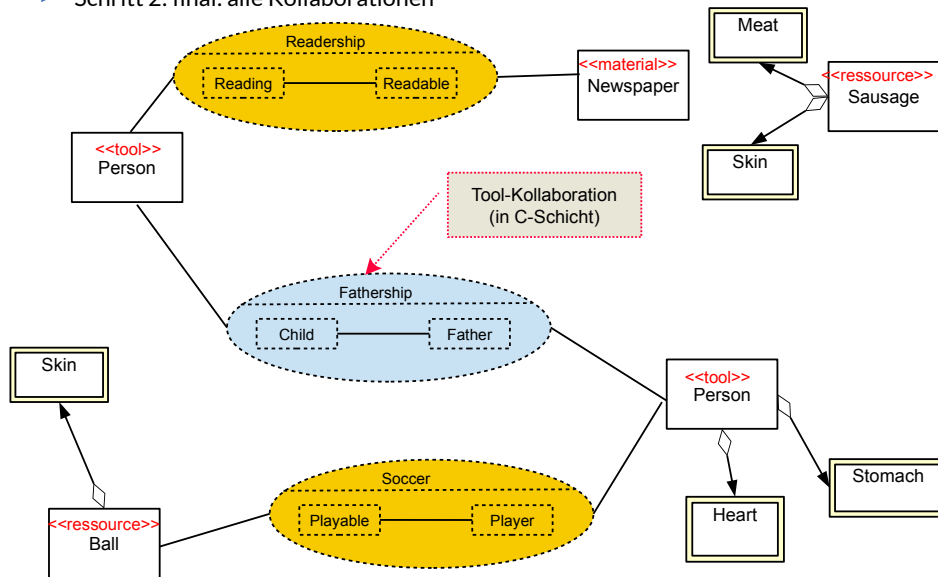 Schritt 2: final: alle Kollaborationen
Readership
Reading
Readable
<<material>>
Newspaper
Meat
<<ressource>>
Sausage
Skin
<<tool>>
Person
Tool-Kollaboration
(in C-Schicht)
Fathership
Child
Father
Skin
<<tool>>
Person
Stomach
Heart
Soccer
Playable
Player
<<ressource>>
Ball